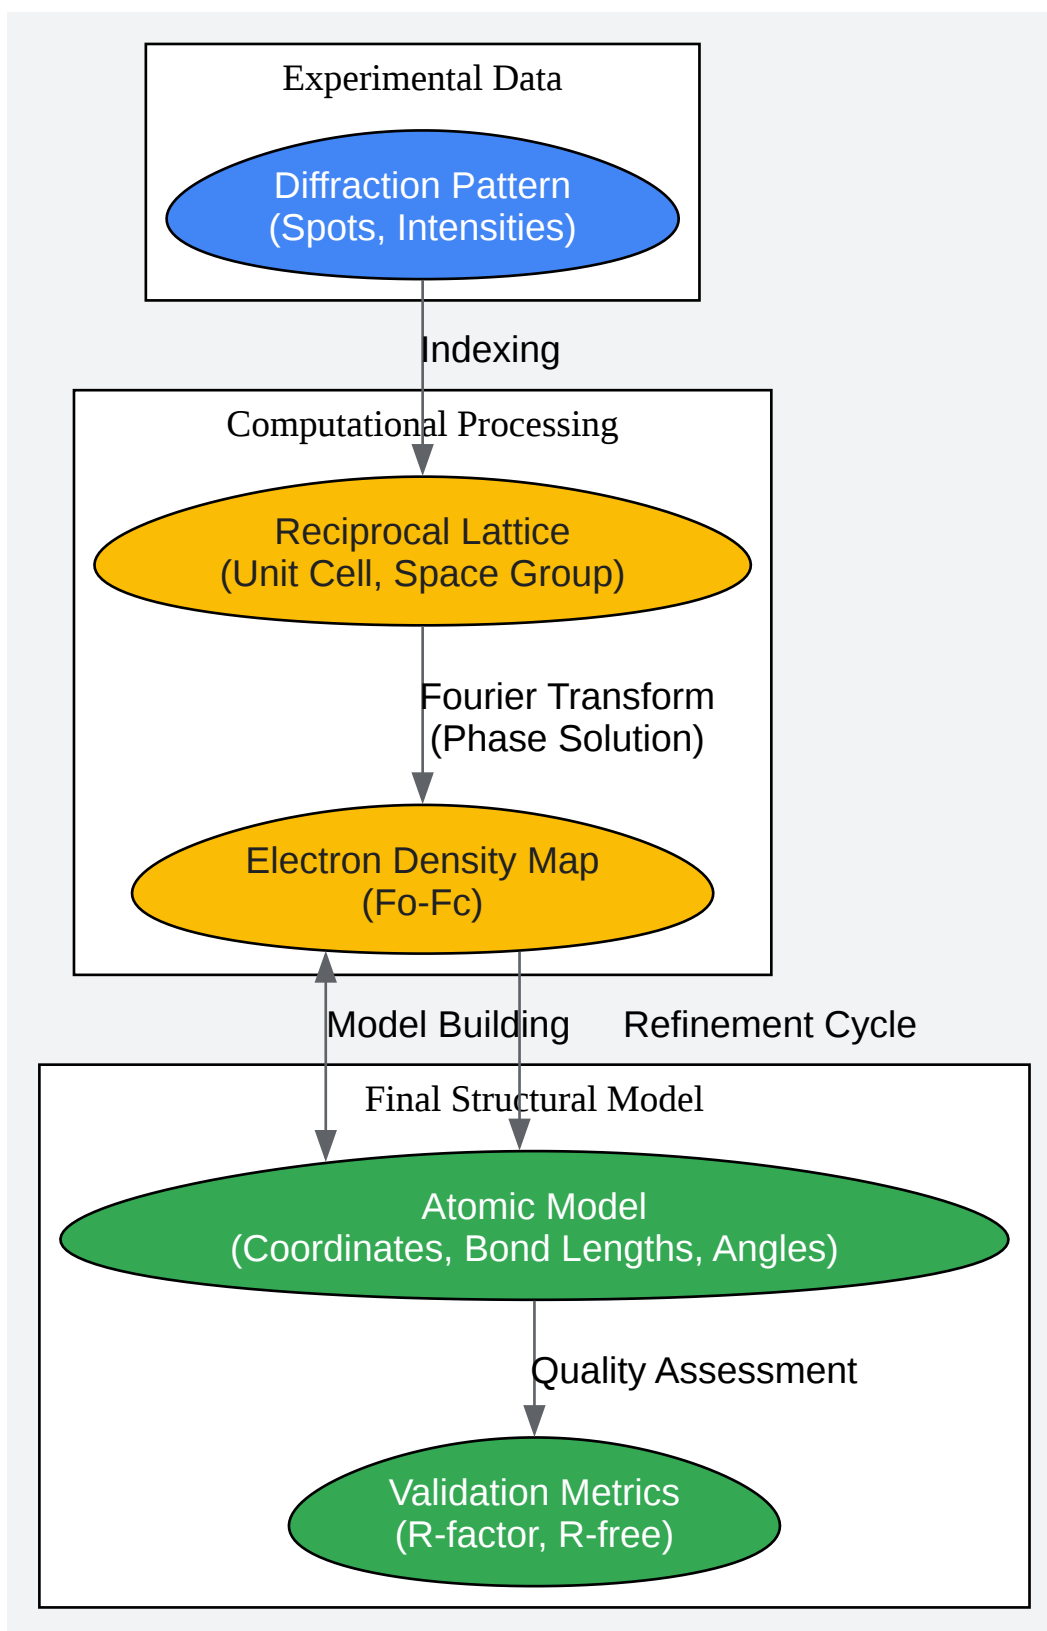 Experimental Data
Diffraction Pattern
(Spots, Intensities)
Indexing
Computational Processing
Reciprocal Lattice
(Unit Cell, Space Group)
Fourier Transform
(Phase Solution)
Electron Density Map
(Fo-Fc)
Model Building
Refinement Cycle
Final Structural Model
Atomic Model
(Coordinates, Bond Lengths, Angles)
Quality Assessment
Validation Metrics
(R-factor, R-free)